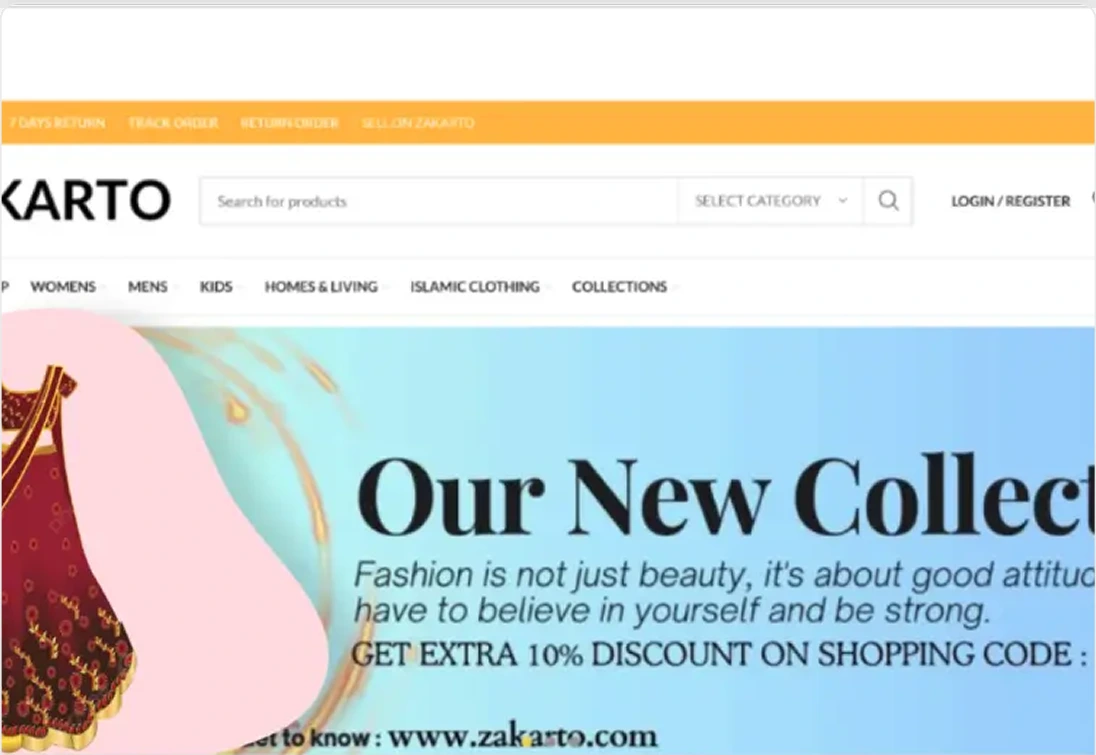 7 DAYS RETURN TRACK ORDER RETURN ORDER SELL ON ZAKARTO
KARTO Search for products SELECT CATEGORY LOGIN / REGISTER
P WOMENS MENS KIDS HOMES & LIVING ISLAMIC CLOTHING COLLECTIONS
Our New Collect
Fashion is not just beauty, it's about good attitud
have to believe in yourself and be strong.
GET EXTRA 10% DISCOUNT ON SHOPPING CODE :
et to know : www.zakarto.com